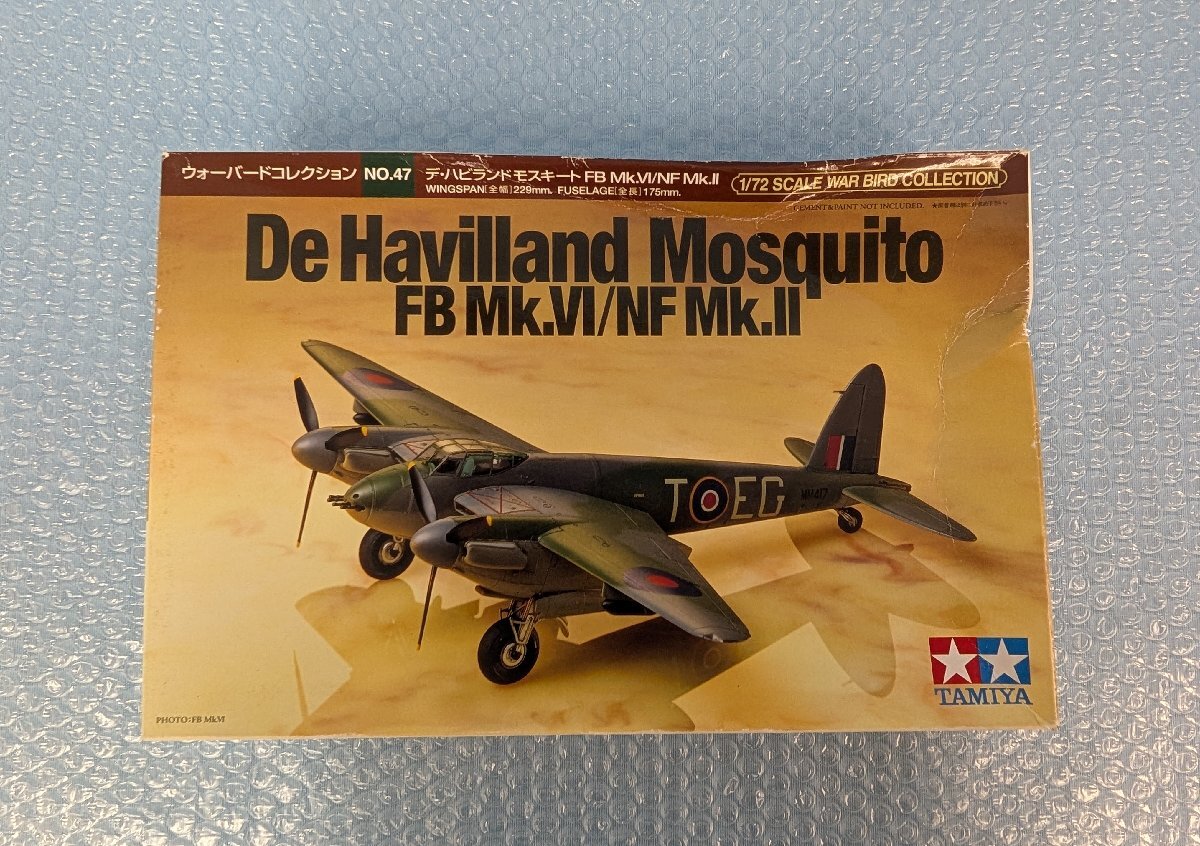 ウォーバードコレクション NO.47
デ・ハビランド モスキート FB Mk.VI/NF Mk.II
WINGSPAN[全幅]229mm. FUSELAGE[全長]175mm.
1/72 SCALE WAR BIRD COLLECTION
CEMENT & PAINT NOT INCLUDED.
De Havilland Mosquito
FB Mk.VI/NF Mk.II
T EG
MM417
TAMIYA
PHOTO:FB Mk.VI